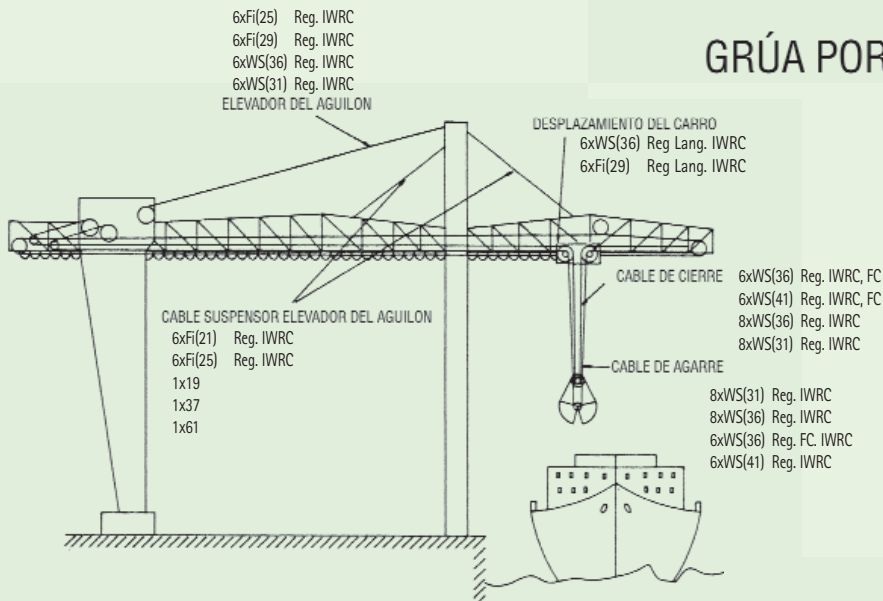 6xFi(25) Reg. IWRC
6xFi(29) Reg. IWRC
6xWS(36) Reg. IWRC
6xWS(31) Reg. IWRC
ELEVADOR DEL AGUILON
GRÚA POR
DESPLAZAMIENTO DEL CARRO
6xWS(36) Reg Lang. IWRC
6xFi(29) Reg Lang. IWRC
CABLE DE CIERRE
6xWS(36) Reg. IWRC, FC
6xWS(41) Reg. IWRC, FC
8xWS(36) Reg. IWRC
8xWS(31) Reg. IWRC
CABLE SUSPENSOR ELEVADOR DEL AGUILON
6xFi(21) Reg. IWRC
6xFi(25) Reg. IWRC
1x19
1x37
1x61
CABLE DE AGARRE
8xWS(31) Reg. IWRC
8xWS(36) Reg. IWRC
6xWS(36) Reg. FC. IWRC
6xWS(41) Reg. IWRC